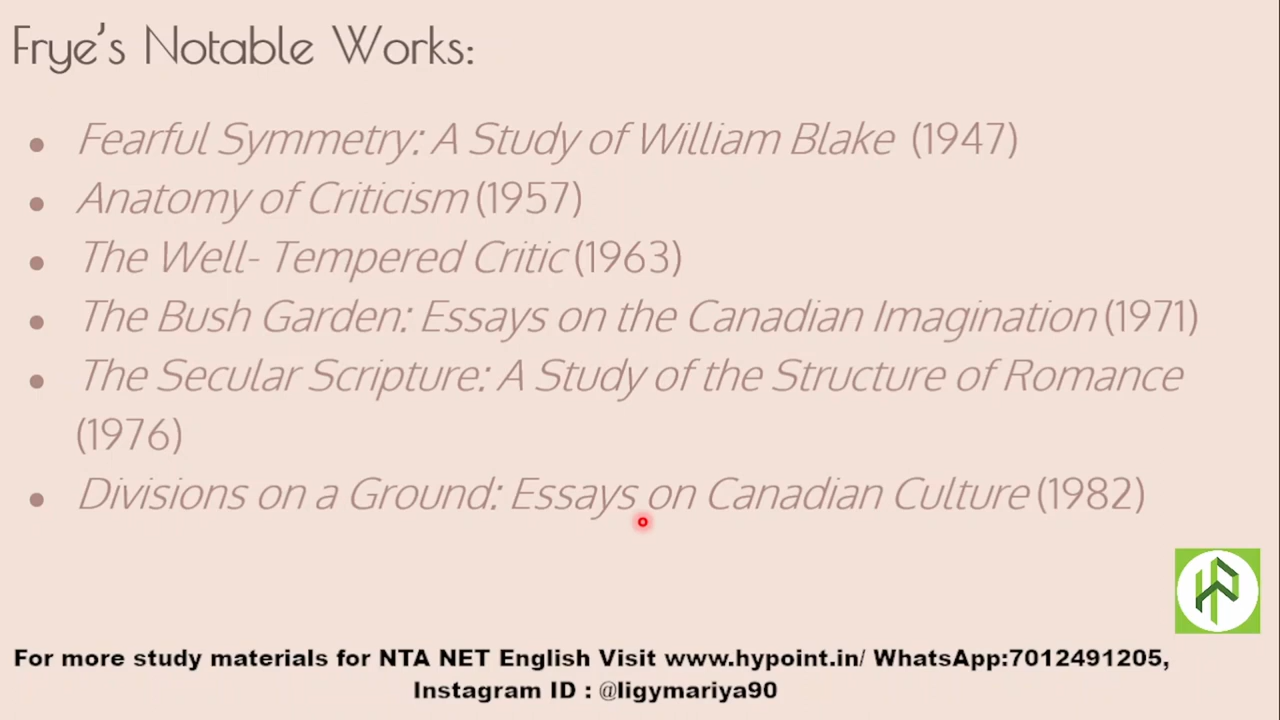 Frye’s Notable Works:
● Fearful Symmetry: A Study of William Blake (1947)
● Anatomy of Criticism (1957)
● The Well- Tempered Critic (1963)
● The Bush Garden: Essays on the Canadian Imagination (1971)
● The Secular Scripture: A Study of the Structure of Romance
(1976)
● Divisions on a Ground: Essays on Canadian Culture (1982)
For more study materials for NTA NET English Visit www.hypoint.in/ WhatsApp:7012491205,
Instagram ID : @ligymariya90